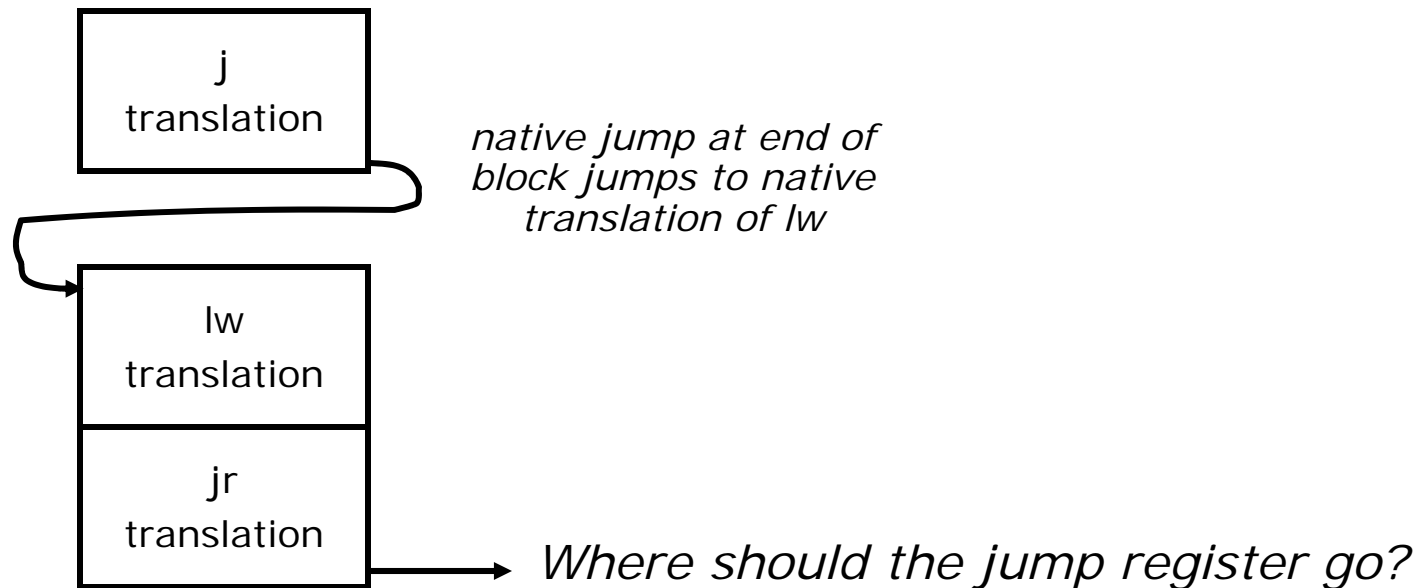 j
translation
native jump at end of
block jumps to native
translation of lw
lw
translation
jr
translation
Where should the jump register go?